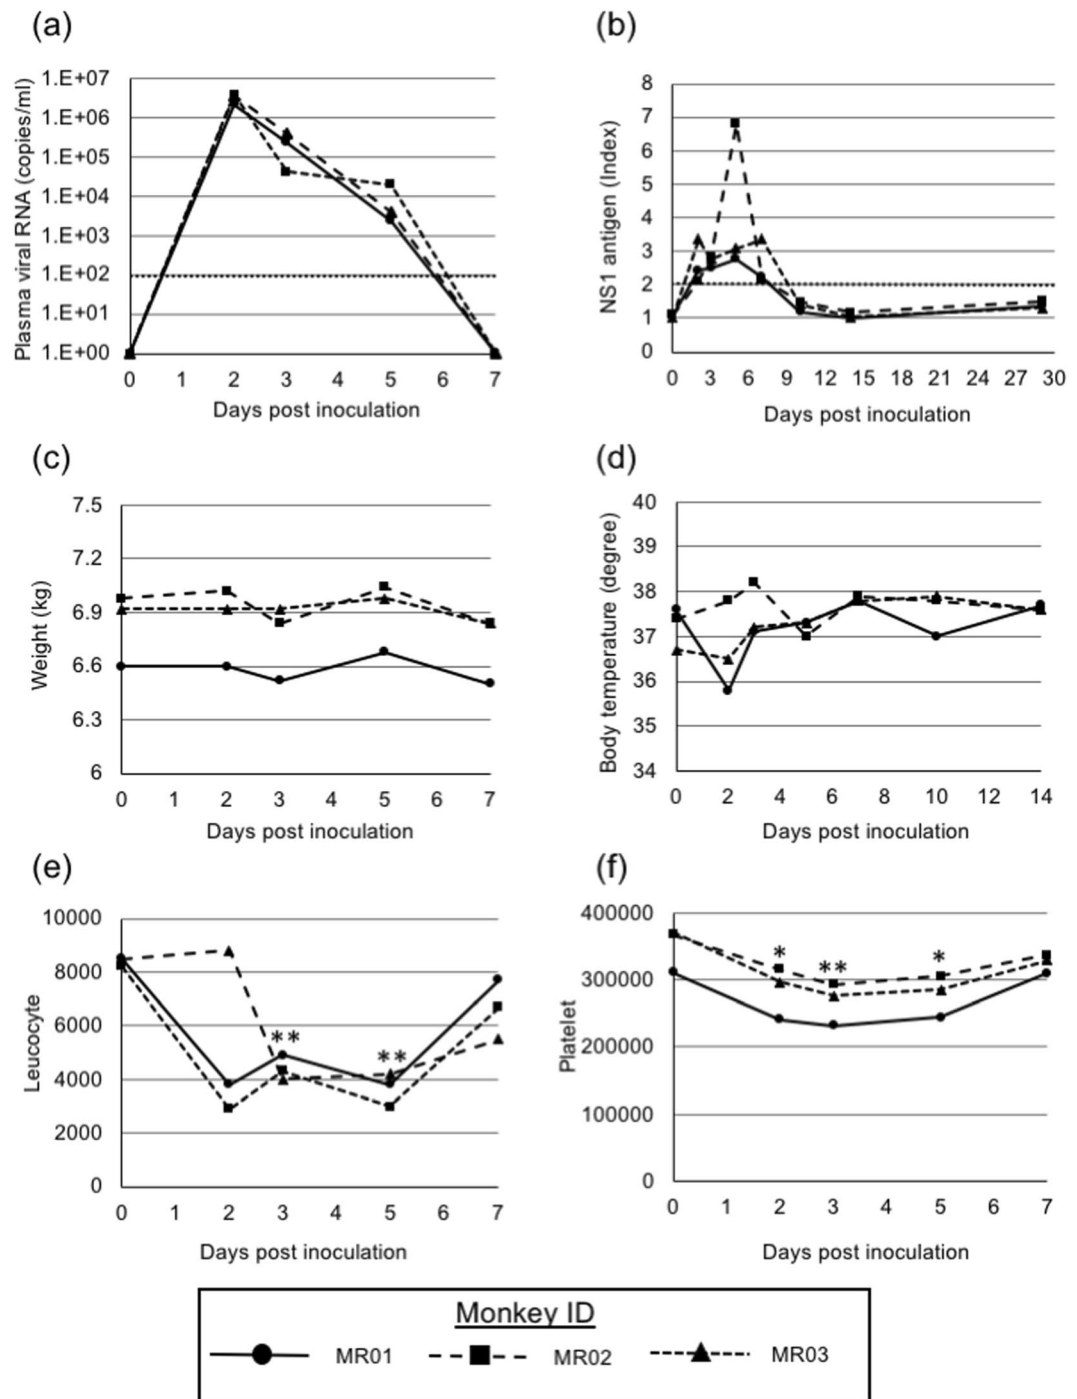 (a)
Plasma viral RNA (copies/ml)
1.E+07
1.E+06
1.E+05
1.E+04
1.E+03
1.E+02
1.E+01
1.E+00
0 1 2 3 4 5 6 7
Days post inoculation
(b)
NS1 antigen (Index)
8
7
6
5
4
3
2
1
0
0 3 6 9 12 15 18 21 24 27 30
Days post inoculation
(c)
Weight (kg)
7.5
7.2
6.9
6.6
6.3
6
0 1 2 3 4 5 6 7
Days post inoculation
(d)
Body temperature (degree)
40
39
38
37
36
35
34
0 2 4 6 8 10 12 14
Days post inoculation
(e)
Leucocyte
10000
8000
6000
4000
2000
0
**
**
0 1 2 3 4 5 6 7
Days post inoculation
(f)
Platelet
400000
300000
200000
100000
0
*
**
*
0 1 2 3 4 5 6 7
Days post inoculation
Monkey ID
MR01 MR02 MR03